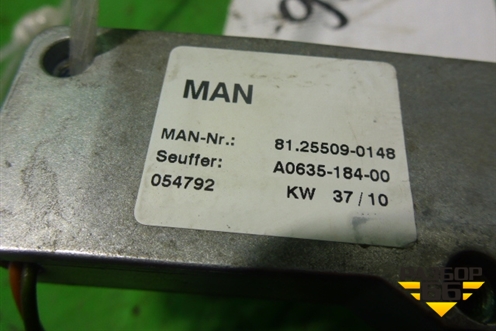 MAN
MAN-Nr.: 81.25509-0148
Seuffer: A0635-184-00
054792 KW 37/10